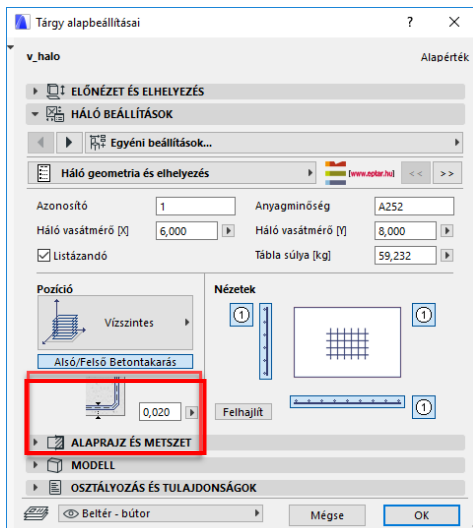 Tárgy alapbeállításai
v_halo
Alapérték
ELŐNÉZET ÉS ELHELYEZÉS
HÁLÓ BEÁLLÍTÁSOK
Egyéni beállítások...
Háló geometria és elhelyezés
[www.eptar.hu]
<< >>
Azonosító 1 Anyagminőség A252
Háló vasátmérő [X] 6,000 Háló vasátmérő [Y] 8,000
Listázandó Tábla súlya [kg] 59,232
Pozíció Nézetek
Vízszintes
1 1
Alsó/Felső Betontakarás
0,020 Felhajlít 1
ALAPRAJZ ÉS METSZET
MODELL
OSZTÁLYOZÁS ÉS TULAJDONSÁGOK
Beltér - bútor Mégse OK